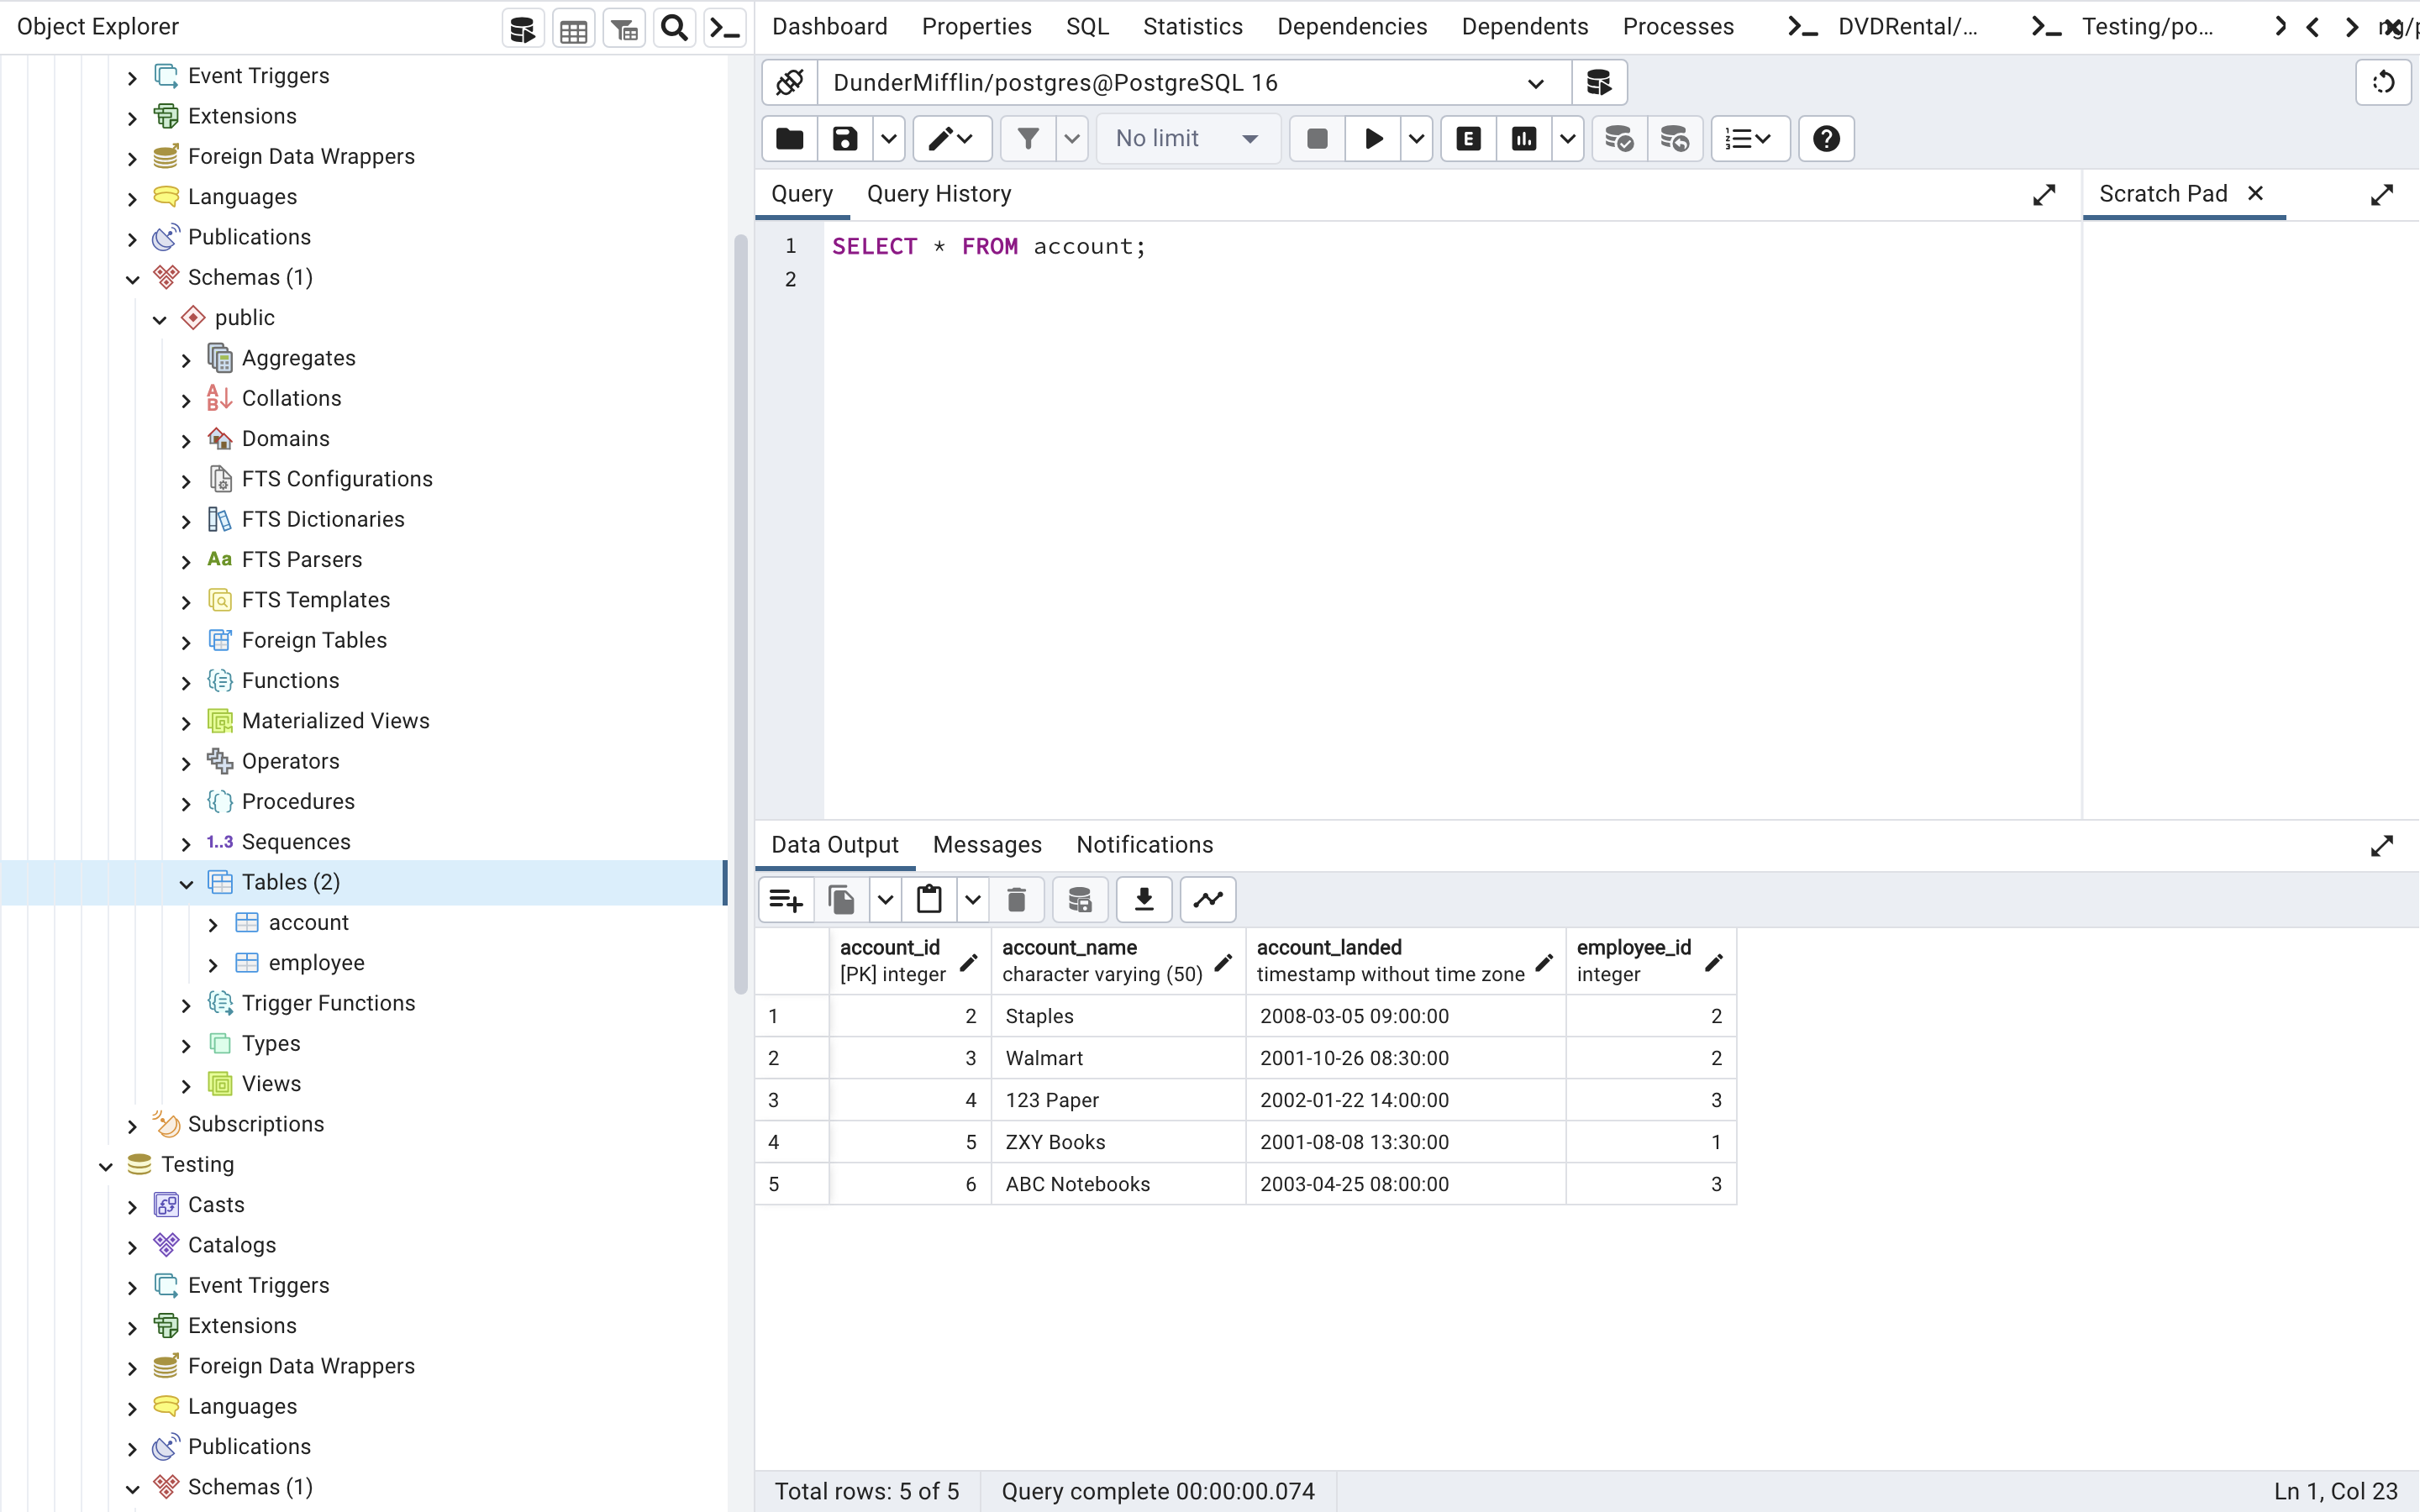 Object Explorer
Event Triggers
Extensions
Foreign Data Wrappers
Languages
Publications
Schemas (1)
public
Aggregates
Collations
Domains
FTS Configurations
FTS Dictionaries
Aa FTS Parsers
FTS Templates
Foreign Tables
Functions
Materialized Views
Operators
Procedures
1..3 Sequences
Tables (2)
account
employee
Trigger Functions
Types
Views
Subscriptions
Testing
Casts
Catalogs
Event Triggers
Extensions
Foreign Data Wrappers
Languages
Publications
Schemas (1)
Dashboard Properties SQL Statistics Dependencies Dependents Processes DVDRental/... Testing/po...
DunderMifflin/postgres@PostgreSQL 16
No limit E
Query Query History Scratch Pad
1 SELECT * FROM account;
2
Data Output Messages Notifications
account_id account_name account_landed employee_id
[PK] integer character varying (50) timestamp without time zone integer
1 2 Staples 2008-03-05 09:00:00 2
2 3 Walmart 2001-10-26 08:30:00 2
3 4 123 Paper 2002-01-22 14:00:00 3
4 5 ZXY Books 2001-08-08 13:30:00 1
5 6 ABC Notebooks 2003-04-25 08:00:00 3
Total rows: 5 of 5 Query complete 00:00:00.074 Ln 1, Col 23